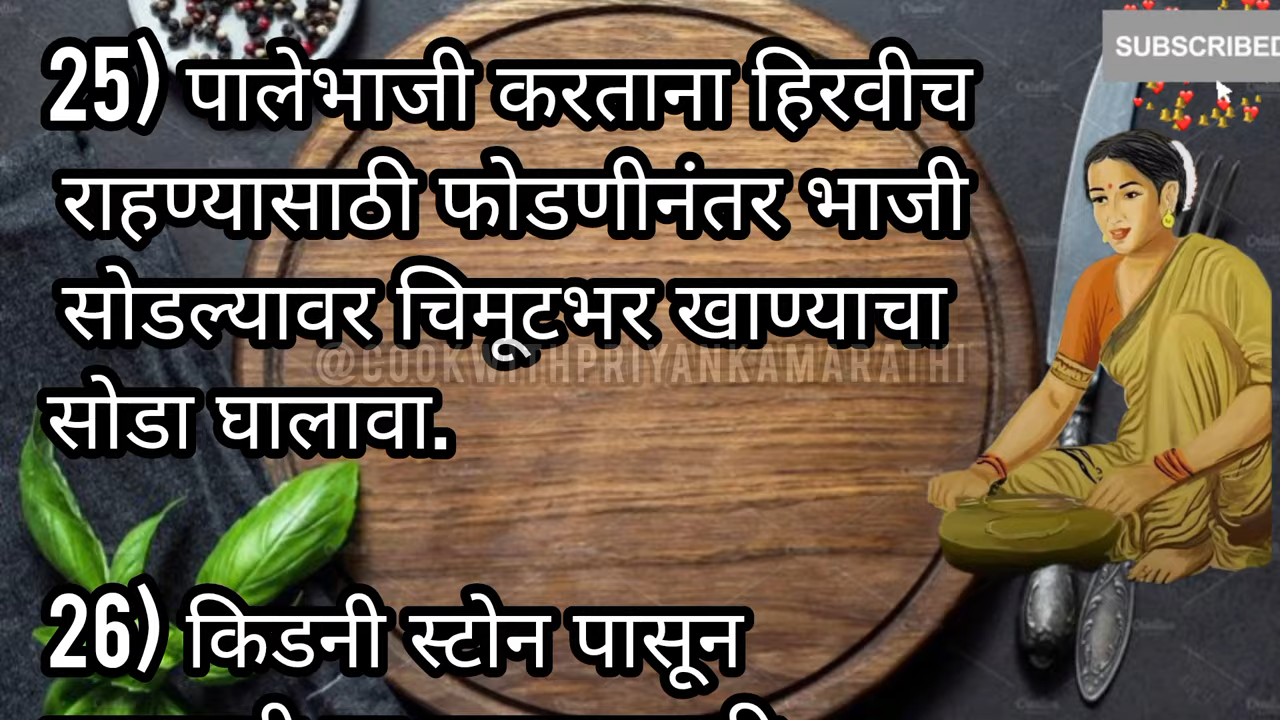 SUBSCRIBED
25) पालेभाजी करताना हिरवीच
राहण्यासाठी फोडणीनंतर भाजी
सोडल्यावर चिमूटभर खाण्याचा
@COOKWITHPRIYANKAMARATHI
सोडा घालावा.
26) किडनी स्टोन पासून